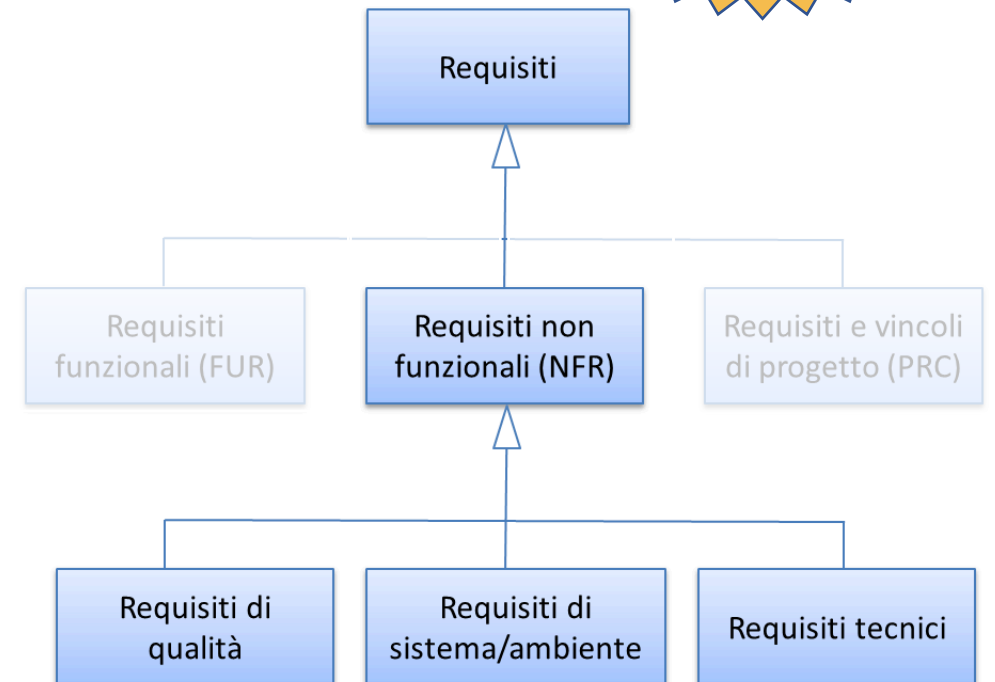 Requisiti
Requisiti
funzionali (FUR)
Requisiti non
funzionali (NFR)
Requisiti e vincoli
di progetto (PRC)
Requisiti di
qualità
Requisiti di
sistema/ambiente
Requisiti tecnici